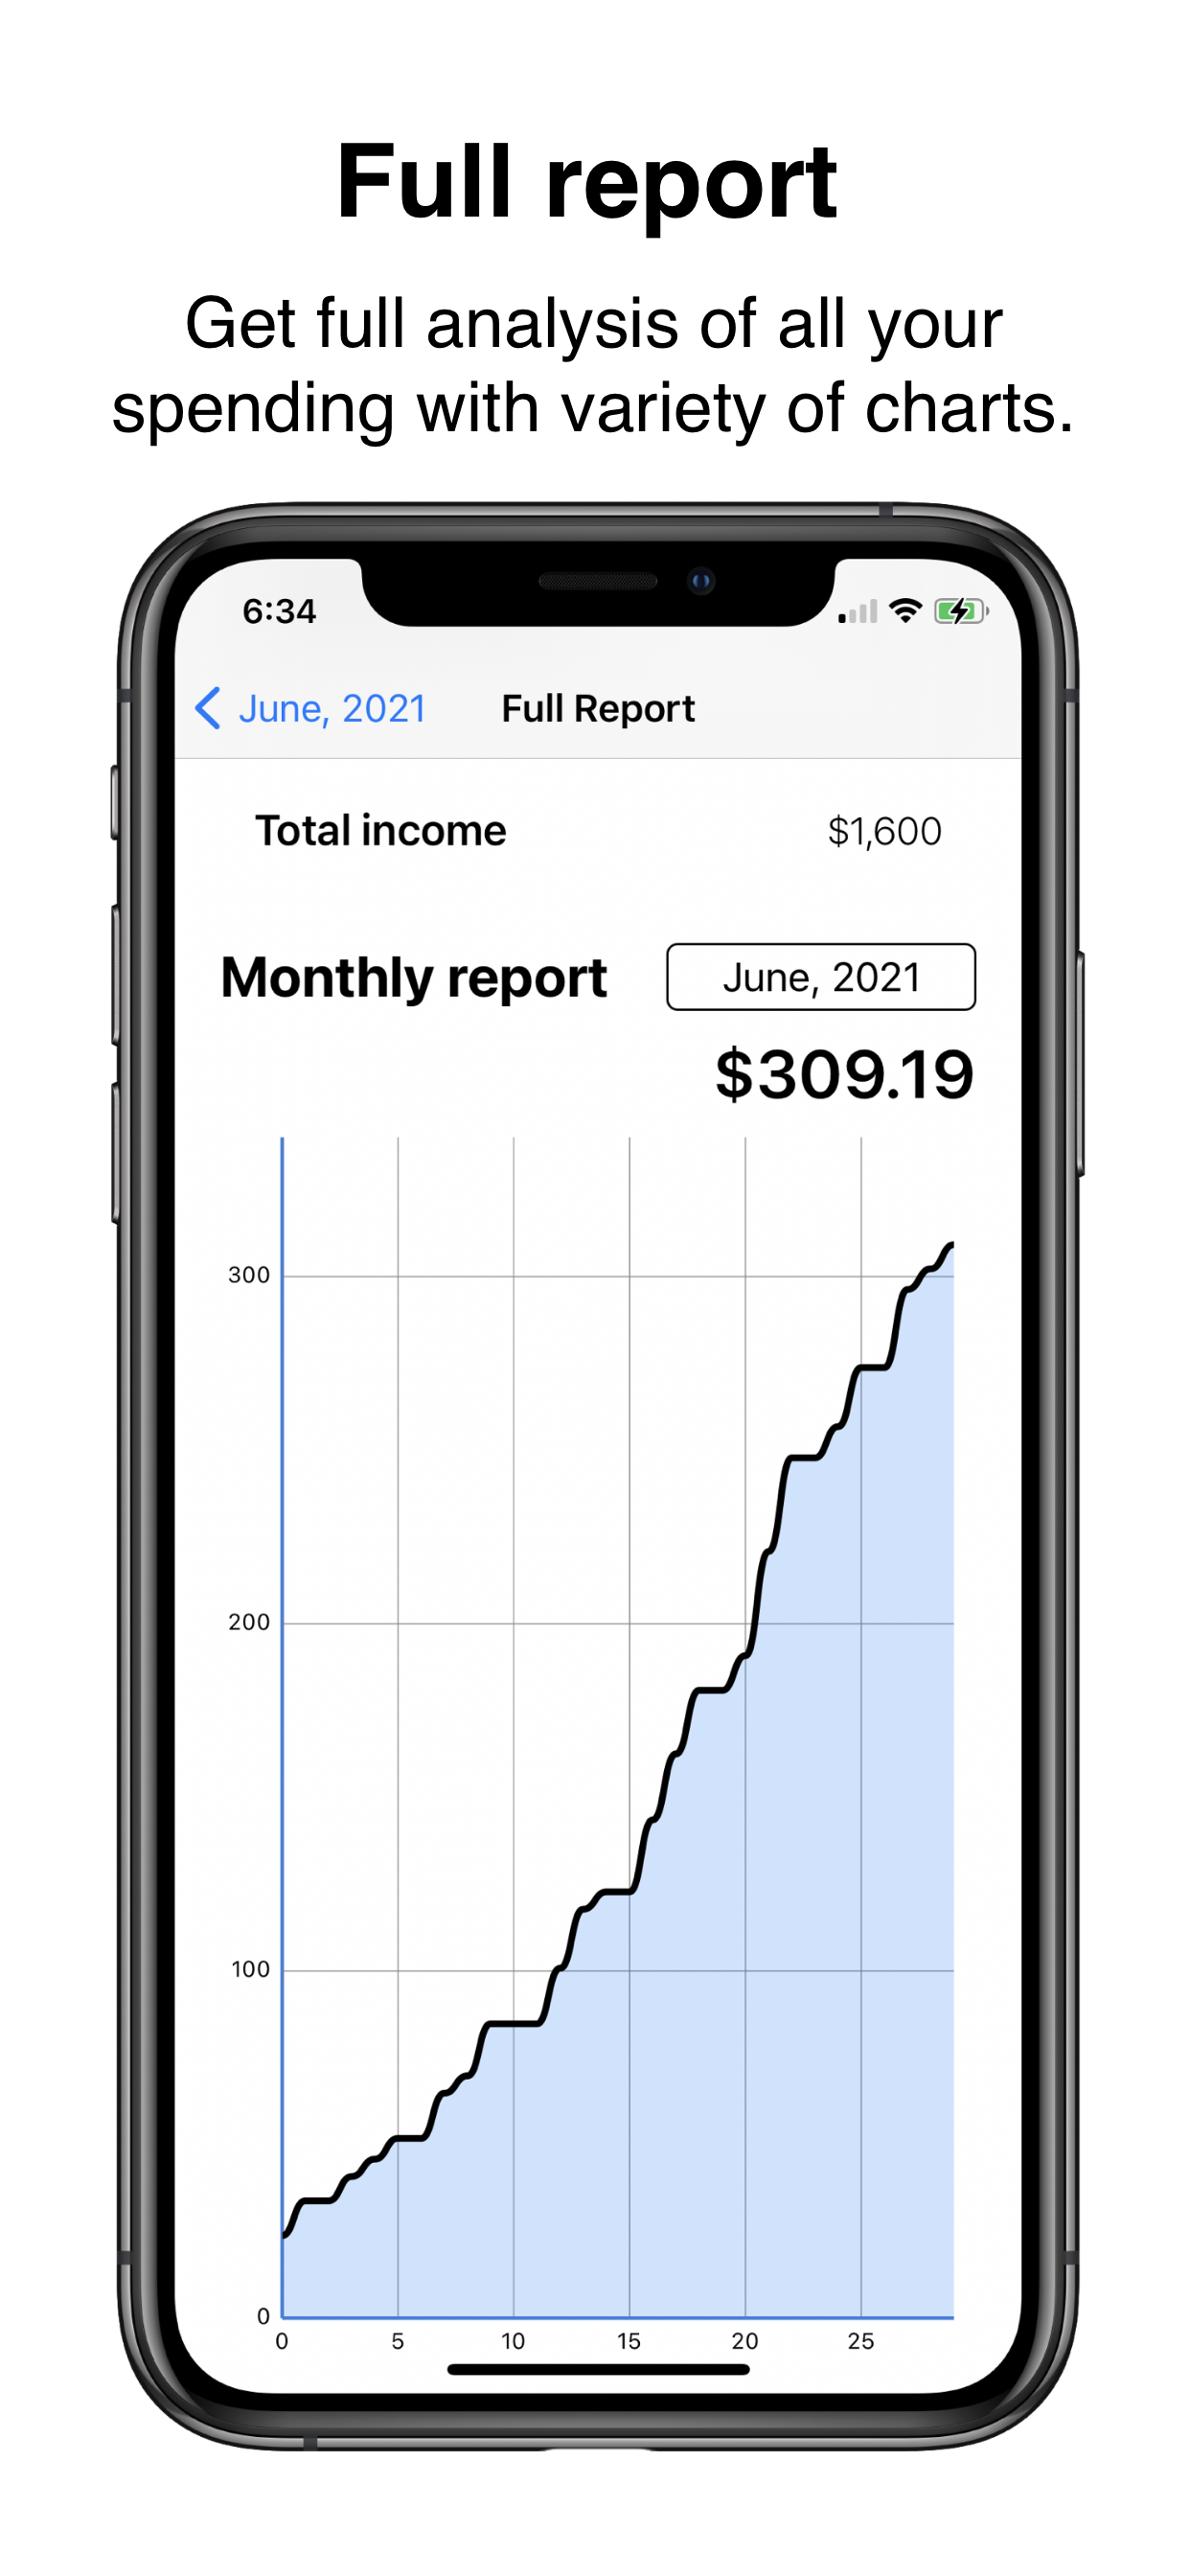 Full report
Get full analysis of all your
spending with variety of charts.
6:34
June, 2021 Full Report
Total income $1,600
Monthly report June, 2021
$309.19
300
200
100
0
0 5 10 15 20 25